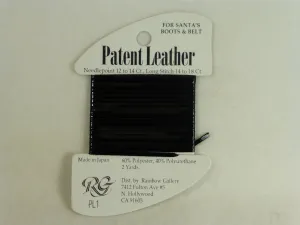 FOR SANTA'S
BOOTS & BELT
Patent Leather
Needlepoint 12 to 14 Ct., Long Stitch 14 to 18 Ct.
Made in Japan
60% Polyester, 40% Polyurethane
2 Yards
RG
PL1
Dist. by Rainbow Gallery
7412 Fulton Ave #5
N. Hollywood
CA 91605